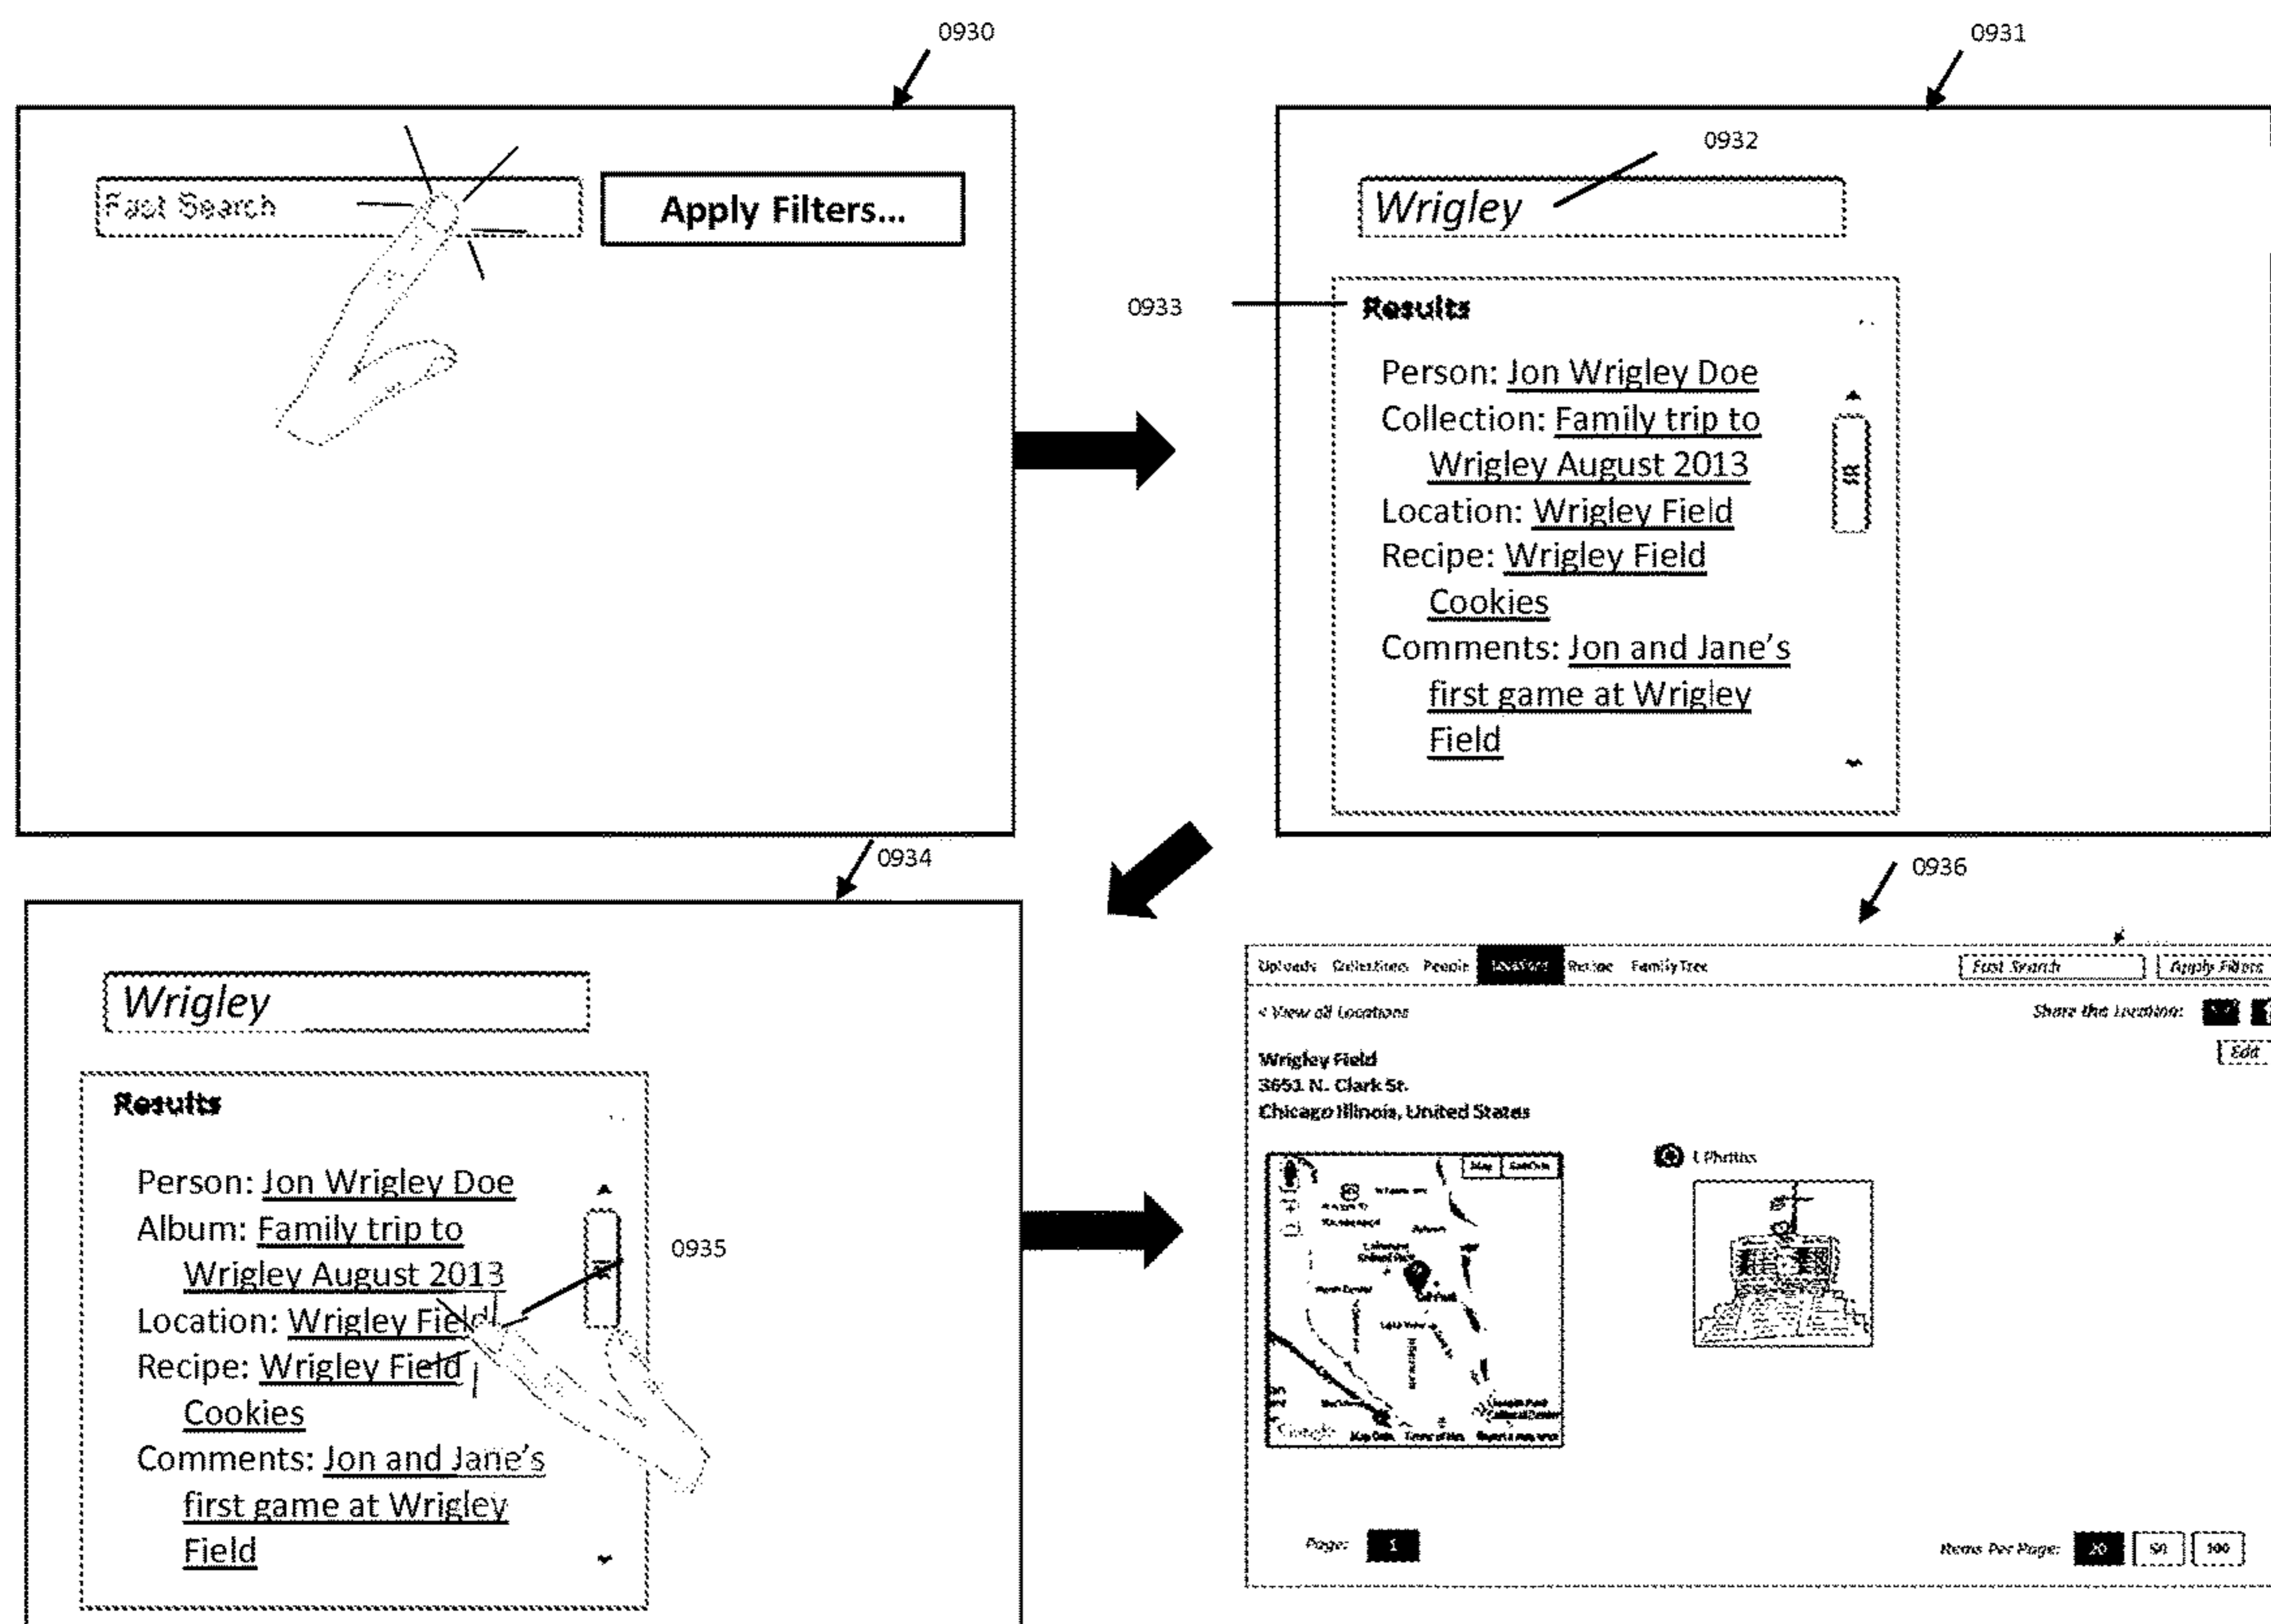 0930
Fast Search
Apply Filters...
0931
0932
Wrigley
0933
Results
Person: Jon Wrigley Doe
Collection: Family trip to
Wrigley August 2013
Location: Wrigley Field
Recipe: Wrigley Field
Cookies
Comments: Jon and Jane's
first game at Wrigley
Field
0934
Wrigley
Results
Person: Jon Wrigley Doe
Album: Family trip to
Wrigley August 2013
Location: Wrigley Field
Recipe: Wrigley Field
Cookies
Comments: Jon and Jane's
first game at Wrigley
Field
0935
0936
Uploads Collections People Locations Recipe Family Tree
Fast Search
Apply Filters
< View all Locations
Share this Location:
Edit
Wrigley Field
3651 N. Clark St.
Chicago Illinois, United States
Map
Photos
Google
Page: 1
Items Per Page: 20 50 100